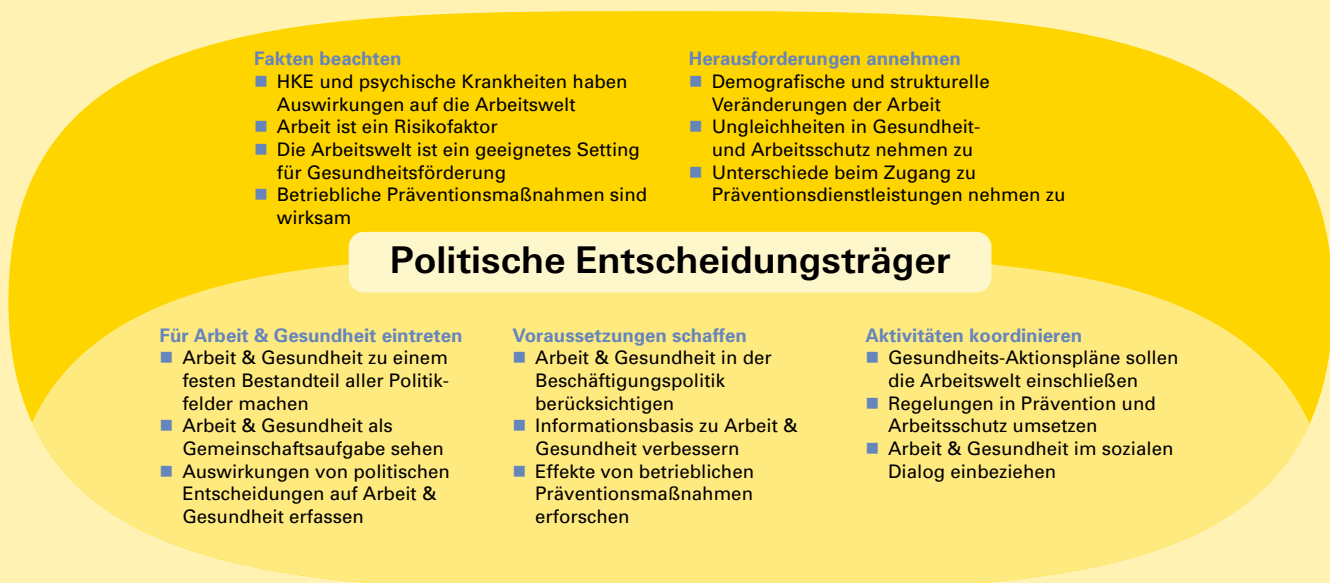 Fakten beachten
■ HKE und psychische Krankheiten haben
Auswirkungen auf die Arbeitswelt
■ Arbeit ist ein Risikofaktor
■ Die Arbeitswelt ist ein geeignetes Setting
für Gesundheitsförderung
■ Betriebliche Präventionsmaßnahmen sind
wirksam
Herausforderungen annehmen
■ Demografische und strukturelle
Veränderungen der Arbeit
■ Ungleichheiten in Gesundheit-
und Arbeitsschutz nehmen zu
■ Unterschiede beim Zugang zu
Präventionsdienstleistungen nehmen zu
Politische Entscheidungsträger
Für Arbeit & Gesundheit eintreten
■ Arbeit & Gesundheit zu einem
festen Bestandteil aller Politik-
felder machen
■ Arbeit & Gesundheit als
Gemeinschaftsaufgabe sehen
■ Auswirkungen von politischen
Entscheidungen auf Arbeit &
Gesundheit erfassen
Voraussetzungen schaffen
■ Arbeit & Gesundheit in der
Beschäftigungspolitik
berücksichtigen
■ Informationsbasis zu Arbeit &
Gesundheit verbessern
■ Effekte von betrieblichen
Präventionsmaßnahmen
erforschen
Aktivitäten koordinieren
■ Gesundheits-Aktionspläne sollen
die Arbeitswelt einschließen
■ Regelungen in Prävention und
Arbeitsschutz umsetzen
■ Arbeit & Gesundheit im sozialen
Dialog einbeziehen